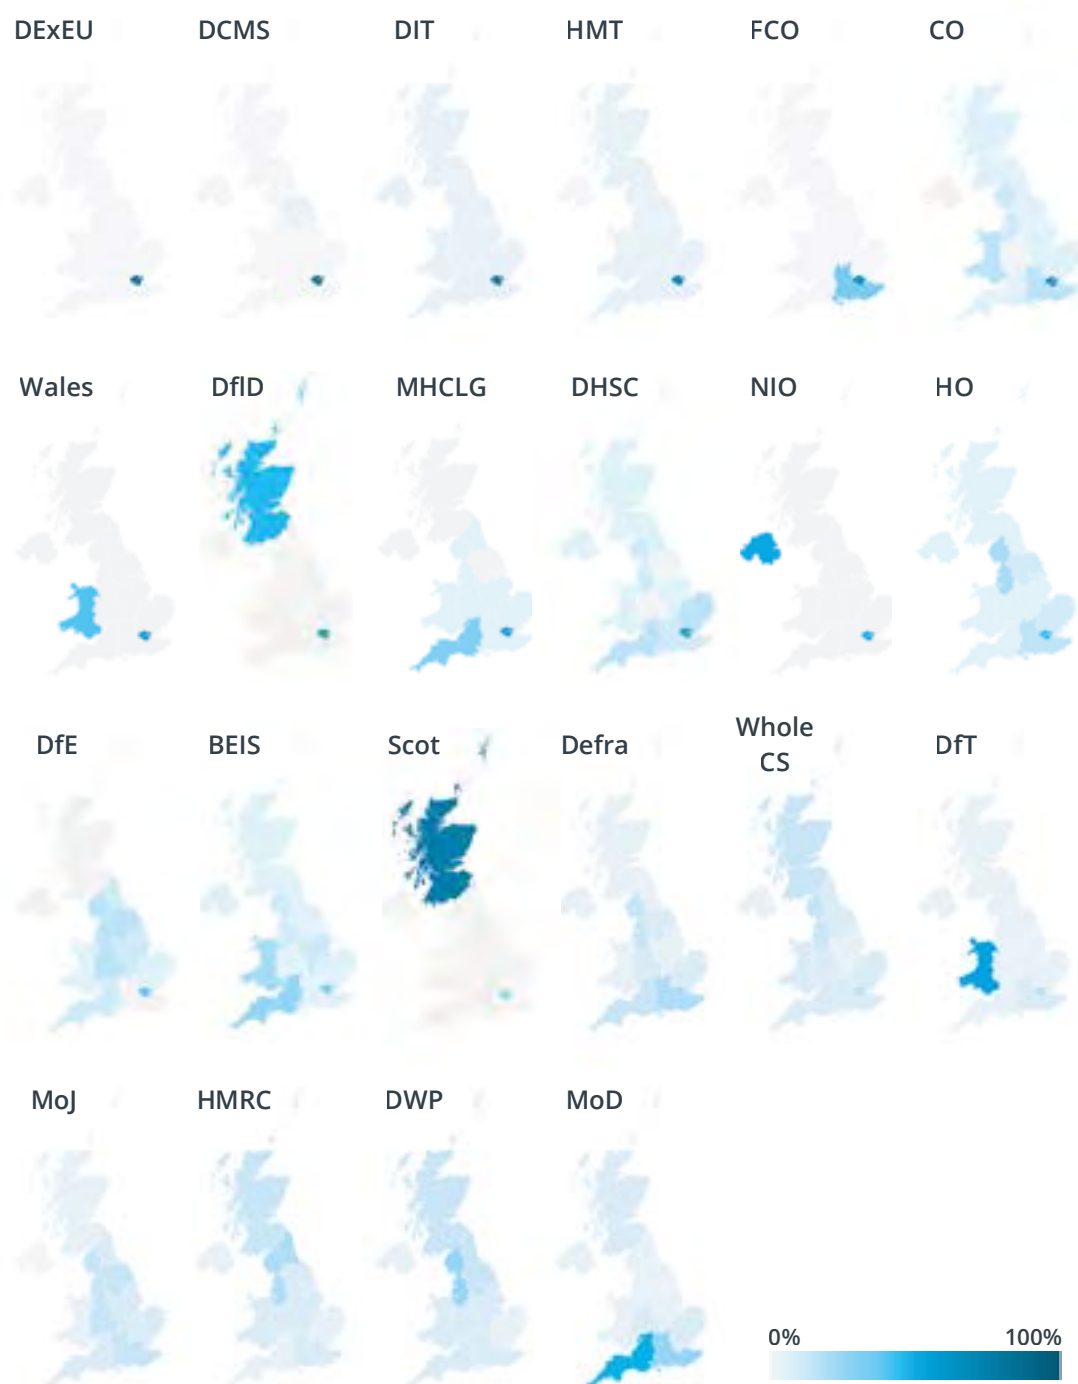 DExEU
DCMS
DIT
HMT
FCO
CO
Wales
DfID
MHCLG
DHSC
NIO
HO
DfE
BEIS
Scot
Defra
Whole
CS
DfT
MoJ
HMRC
DWP
MoD
0%
100%